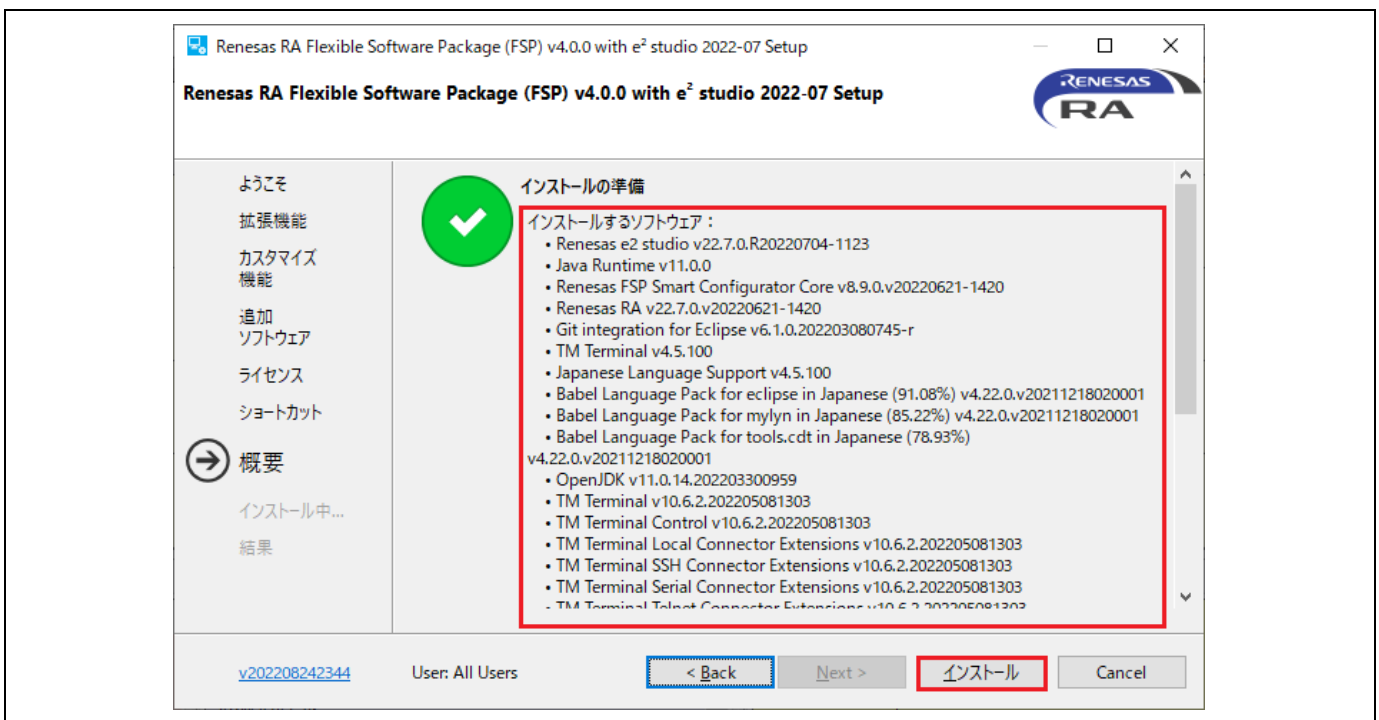 Renesas RA Flexible Software Package (FSP) v4.0.0 with e² studio 2022-07 Setup
Renesas RA Flexible Software Package (FSP) v4.0.0 with e² studio 2022-07 Setup
RENESAS
RA
ようこそ
拡張機能
カスタマイズ
機能
追加
ソフトウェア
ライセンス
ショートカット
概要
インストール中...
結果
インストールの準備
インストールするソフトウェア：
• Renesas e2 studio v22.7.0.R20220704-1123
• Java Runtime v11.0.0
• Renesas FSP Smart Configurator Core v8.9.0.v20220621-1420
• Renesas RA v22.7.0.v20220621-1420
• Git integration for Eclipse v6.1.0.202203080745-r
• TM Terminal v4.5.100
• Japanese Language Support v4.5.100
• Babel Language Pack for eclipse in Japanese (91.08%) v4.22.0.v20211218020001
• Babel Language Pack for mylyn in Japanese (85.22%) v4.22.0.v20211218020001
• Babel Language Pack for tools.cdt in Japanese (78.93%)
v4.22.0.v20211218020001
• OpenJDK v11.0.14.202203300959
• TM Terminal v10.6.2.202205081303
• TM Terminal Control v10.6.2.202205081303
• TM Terminal Local Connector Extensions v10.6.2.202205081303
• TM Terminal SSH Connector Extensions v10.6.2.202205081303
• TM Terminal Serial Connector Extensions v10.6.2.202205081303
• TM Terminal Telnet Connector Extensions v10.6.2.202205081303
v202208242344
User: All Users
< Back
Next >
インストール
Cancel